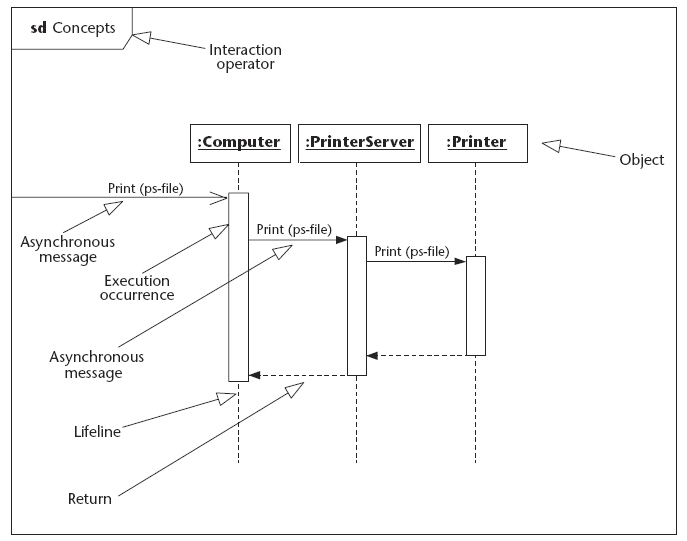 sd Concepts
Interaction
operator
:Computer
:PrinterServer
:Printer
Object
Print (ps-file)
Asynchronous
message
Print (ps-file)
Print (ps-file)
Execution
occurrence
Asynchronous
message
Lifeline
Return